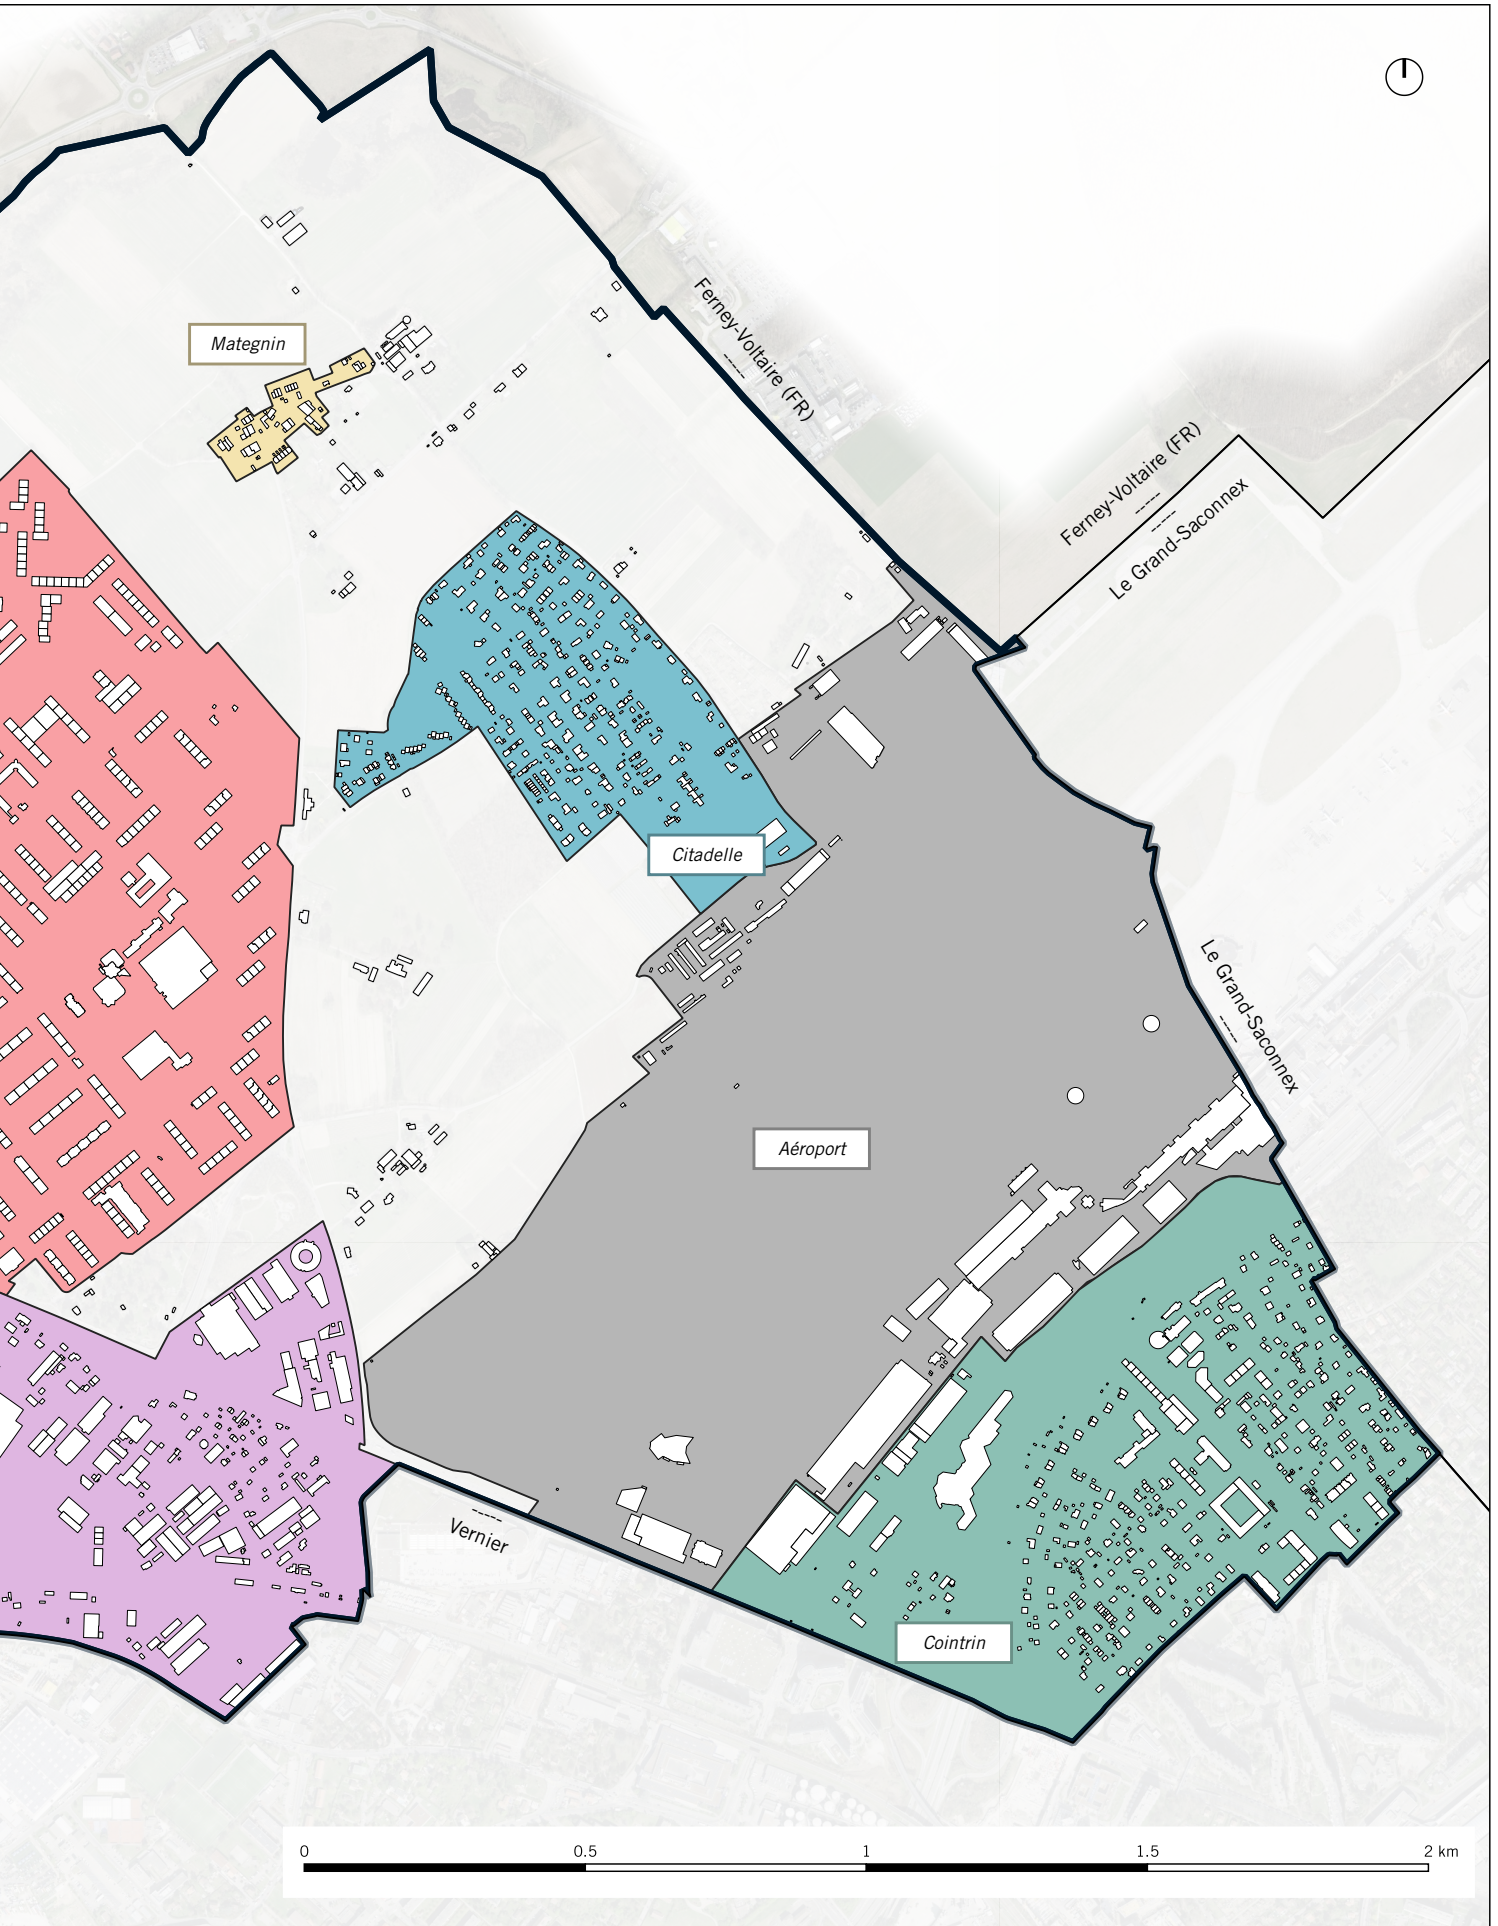 Mategnin
Ferney-Voltaire (FR)
Ferney-Voltaire (FR)
Le Grand-Saconnex
Citadelle
Le Grand-Saconnex
Aéroport
Vernier
Cointrin
0 0.5 1 1.5 2 km